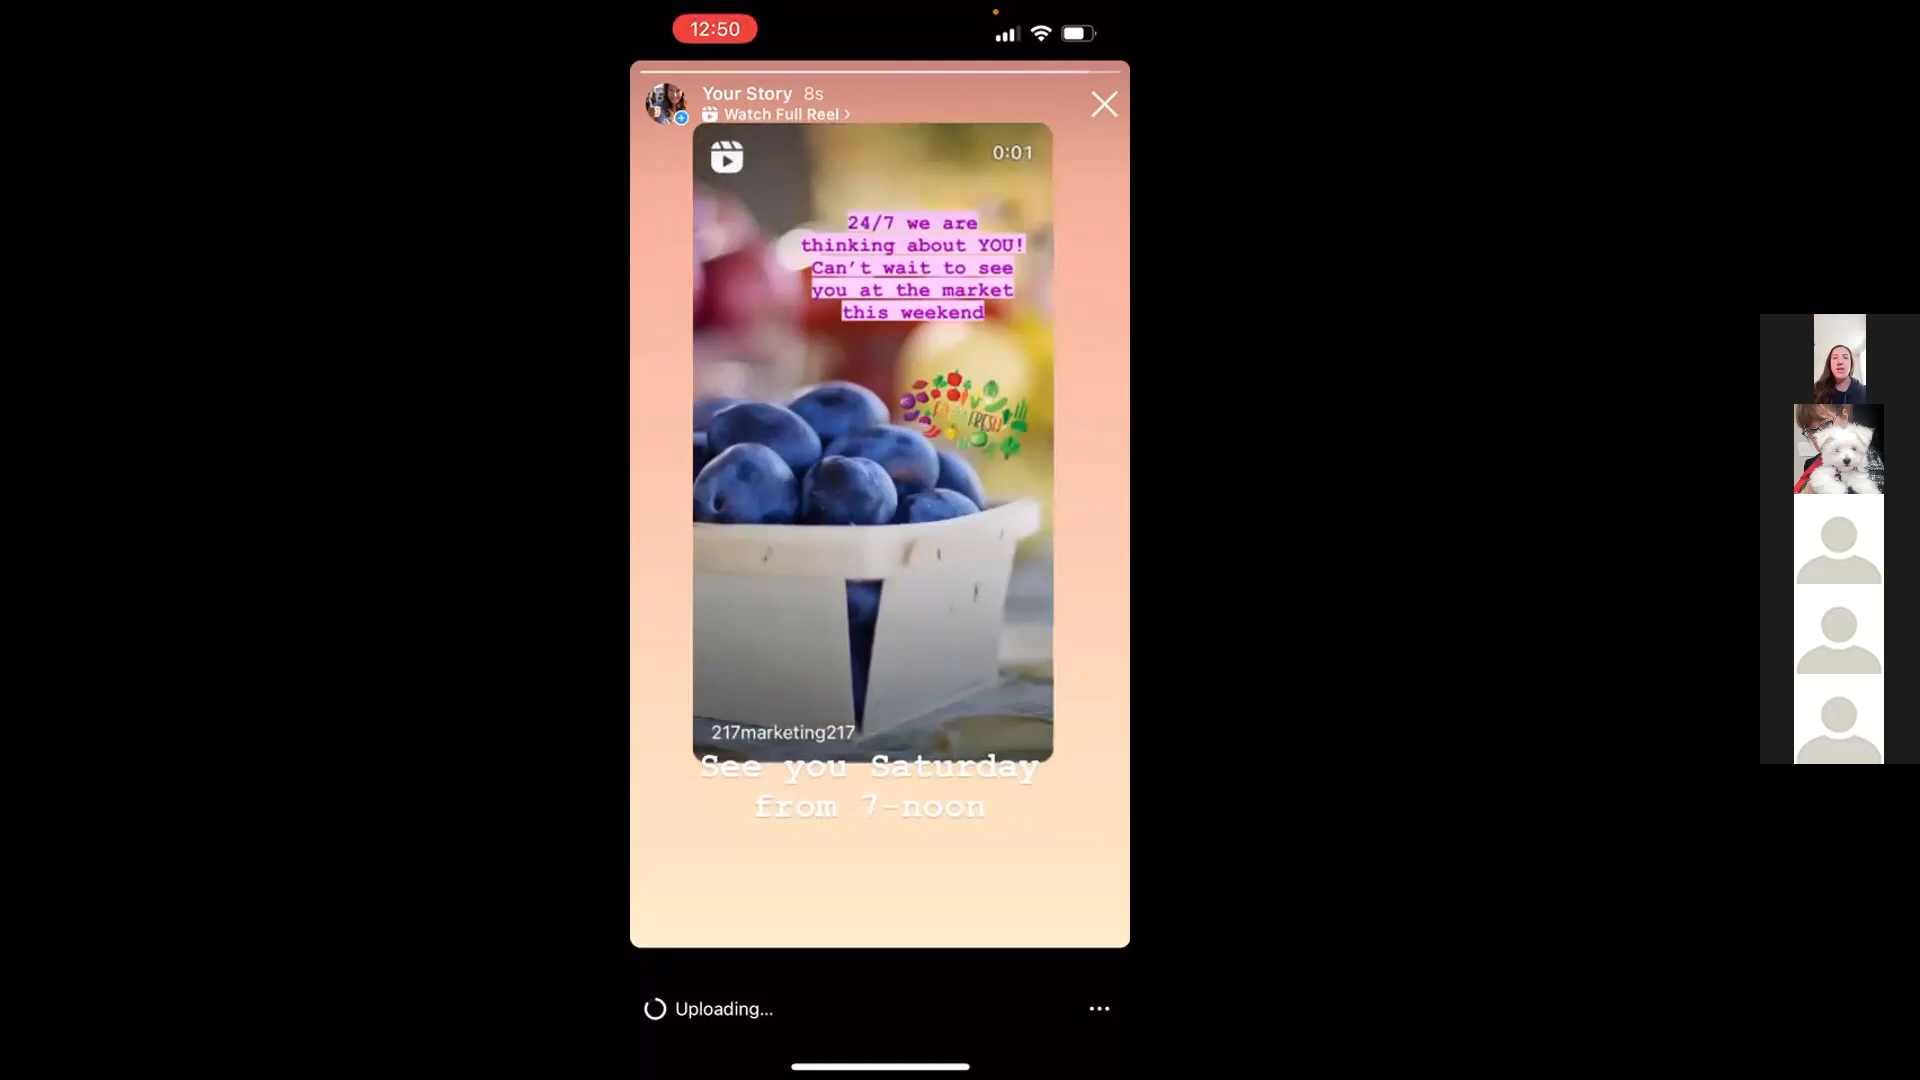 12:50
Your Story 8s
Watch Full Reel >
0:01
24/7 we are
thinking about YOU!
Can't wait to see
you at the market
this weekend
FRESH
217marketing217
See you Saturday
from 7-noon
Uploading...